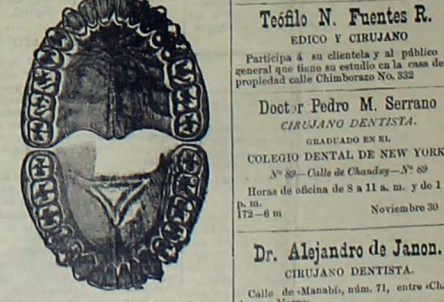 Teófilo N. Fuentes R.
EDICO Y CIRUJANO
Participa á su clientela y al público
general que tiene su estudio en la casa de
propiedad calle Chimborazo No. 332
Doctor Pedro M. Serrano
CIRUJANO DENTISTA.
GRADUADO EN EL
COLEGIO DENTAL DE NEW YORK
Nº 89—Calle de Chanduy—Nº 89
Horas de oficina de 8 a 11 a. m. y de 1
p. m.
172—6 m Noviembre 30
Dr. Alejandro de Janon.
CIRUJANO DENTISTA.
Calle de «Manabí», núm. 71, entre «Ch